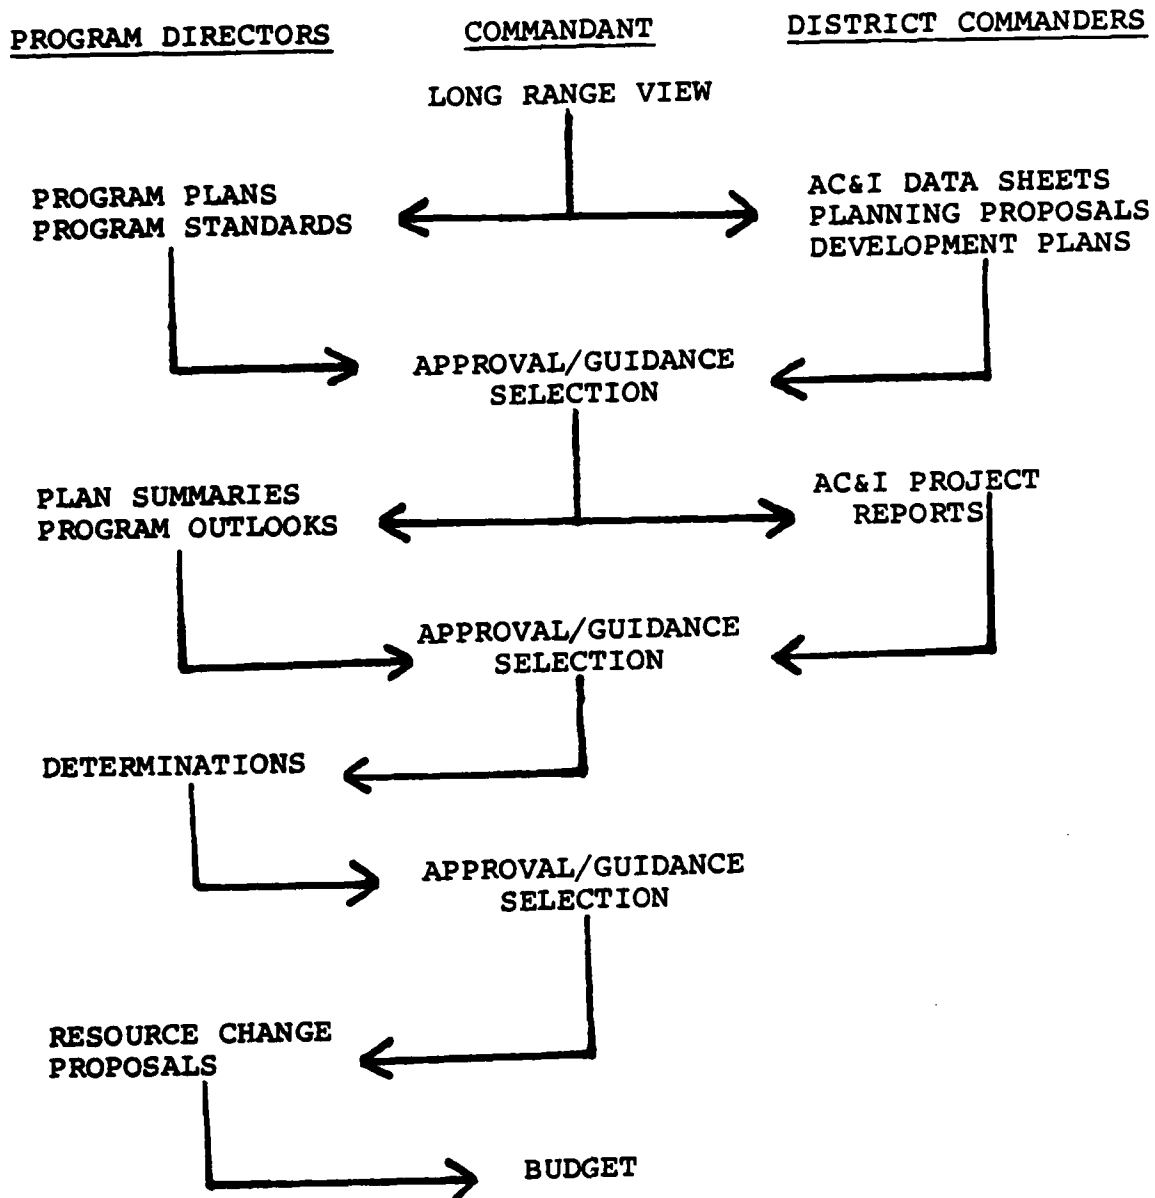 PROGRAM DIRECTORS
COMMANDANT
DISTRICT COMMANDERS
LONG RANGE VIEW
PROGRAM PLANS
PROGRAM STANDARDS
AC&I DATA SHEETS
PLANNING PROPOSALS
DEVELOPMENT PLANS
APPROVAL/GUIDANCE
SELECTION
PLAN SUMMARIES
PROGRAM OUTLOOKS
AC&I PROJECT
REPORTS
APPROVAL/GUIDANCE
SELECTION
DETERMINATIONS
APPROVAL/GUIDANCE
SELECTION
RESOURCE CHANGE
PROPOSALS
BUDGET